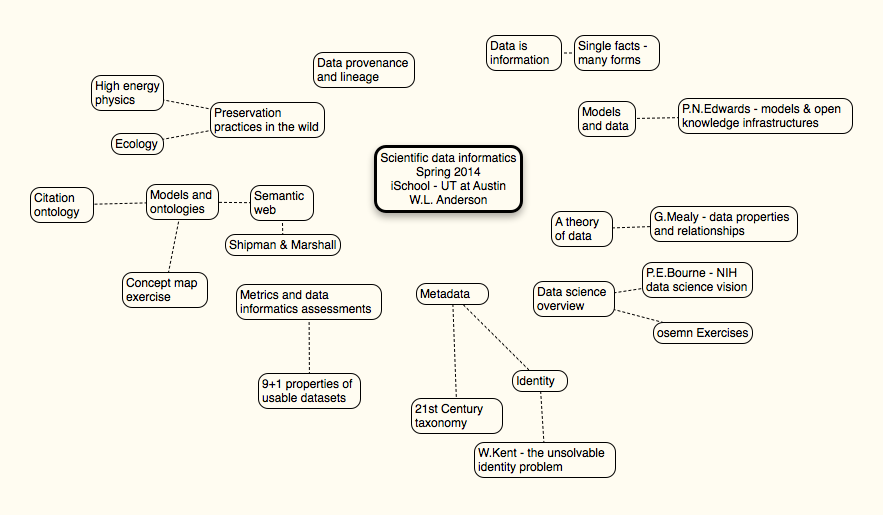 Data is
information
Single facts -
many forms
Data provenance
and lineage
High energy
physics
Preservation
practices in the wild
Ecology
Models
and data
P.N.Edwards - models & open
knowledge infrastructures
Scientific data informatics
Spring 2014
iSchool - UT at Austin
W.L. Anderson
Citation
ontology
Models and
ontologies
Semantic
web
Shipman & Marshall
A theory
of data
G.Mealy - data properties
and relationships
Concept map
exercise
Metrics and data
informatics assessments
Metadata
Data science
overview
P.E.Bourne - NIH
data science vision
osemn Exercises
9+1 properties of
usable datasets
Identity
21st Century
taxonomy
W.Kent - the unsolvable
identity problem